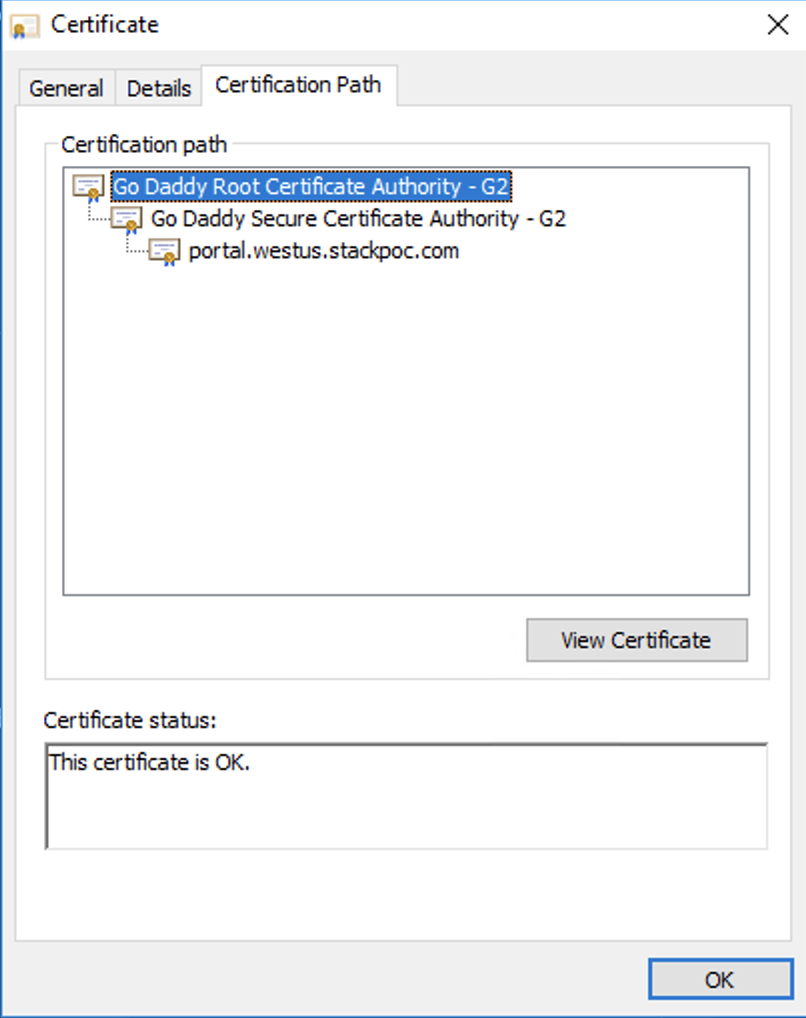 Certificate
General
Details
Certification Path
Certification path
Go Daddy Root Certificate Authority - G2
Go Daddy Secure Certificate Authority - G2
portal.westus.stackpoc.com
View Certificate
Certificate status:
This certificate is OK.
OK